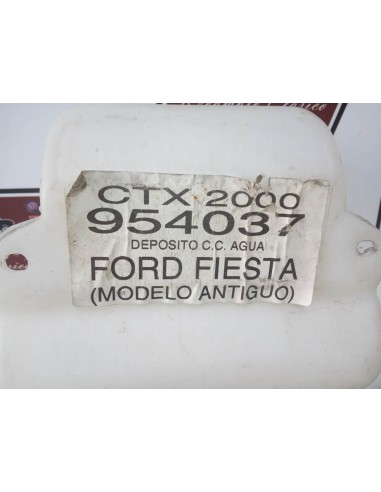 CTX 2000
954037
DEPOSITO C.C. AGUA
FORD FIESTA
(MODELO ANTIGUO)